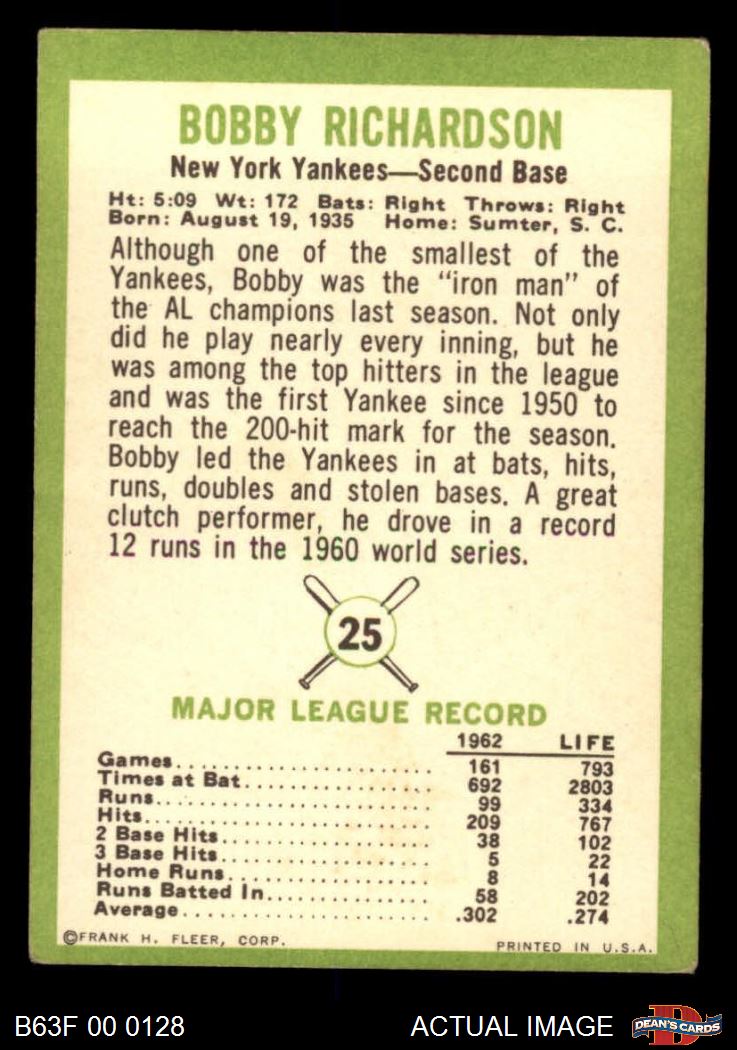 BOBBY RICHARDSON
New York Yankees—Second Base
Ht: 5:09 Wt: 172 Bats: Right Throws: Right
Born: August 19, 1935 Home: Sumter, S. C.
Although one of the smallest of the
Yankees, Bobby was the "iron man" of
the AL champions last season. Not only
did he play nearly every inning, but he
was among the top hitters in the league
and was the first Yankee since 1950 to
reach the 200-hit mark for the season.
Bobby led the Yankees in at bats, hits,
runs, doubles and stolen bases. A great
clutch performer, he drove in a record
12 runs in the 1960 world series.
25
MAJOR LEAGUE RECORD
1962 LIFE
Games........................ 161 793
Times at Bat................. 692 2803
Runs......................... 99 334
Hits......................... 209 767
2 Base Hits.................. 38 102
3 Base Hits.................. 5 22
Home Runs.................... 8 14
Runs Batted In............... 58 202
Average...................... .302 .274
©FRANK H. FLEER, CORP. PRINTED IN U.S.A.
B63F 00 0128 ACTUAL IMAGE D DEAN'S CARDS